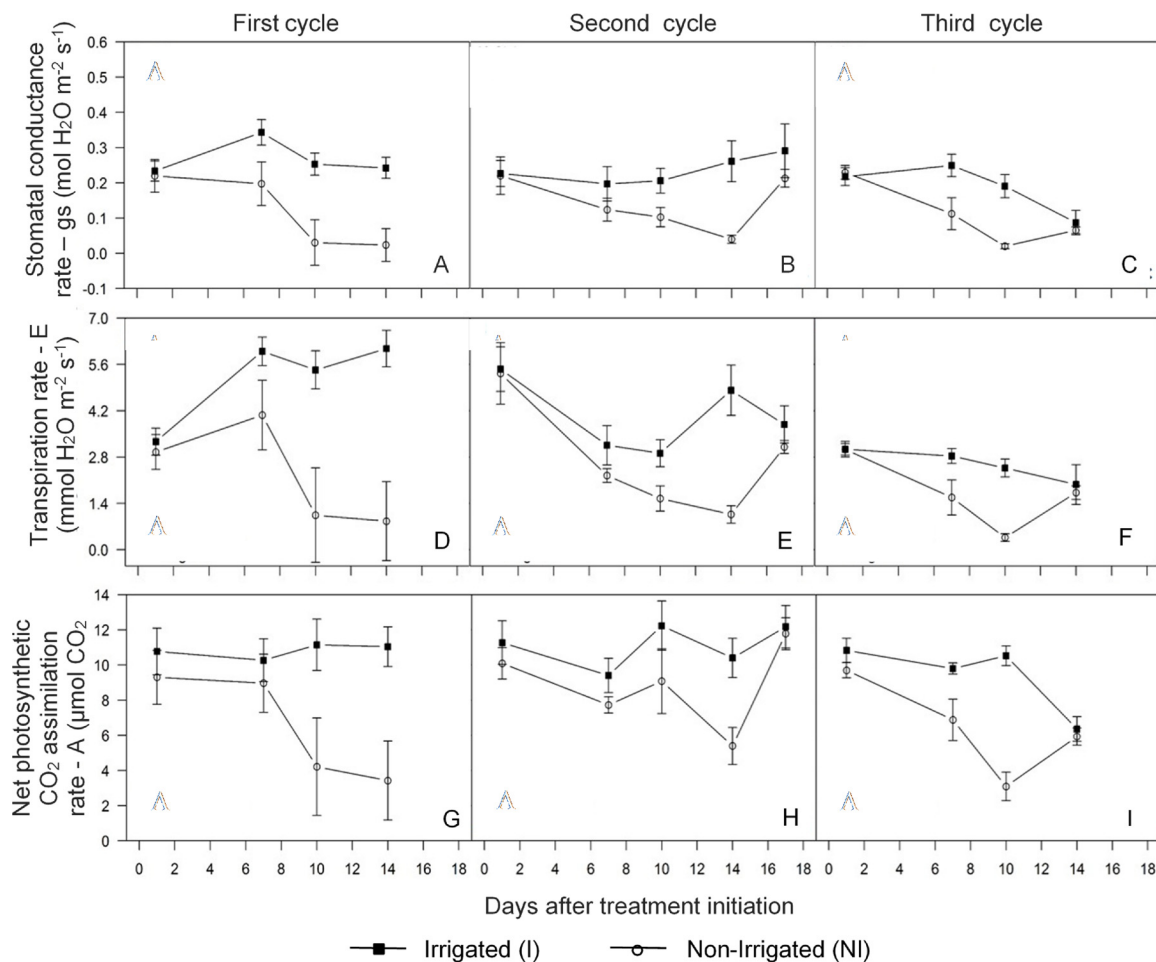 First cycle
Second cycle
Third cycle
Stomatal conductance
rate – gs (mol H₂O m⁻² s⁻¹)
0.6
0.5
0.4
0.3
0.2
0.1
0.0
-0.1
A
B
C
Transpiration rate - E
(mmol H₂O m⁻² s⁻¹)
7.0
5.6
4.2
2.8
1.4
0.0
D
E
F
Net photosynthetic
CO₂ assimilation
rate - A (µmol CO₂
14
12
10
8
6
4
2
0
G
H
I
0 2 4 6 8 10 12 14 16 18
0 2 4 6 8 10 12 14 16 18
0 2 4 6 8 10 12 14 16 18
Days after treatment initiation
Irrigated (I)
Non-Irrigated (NI)